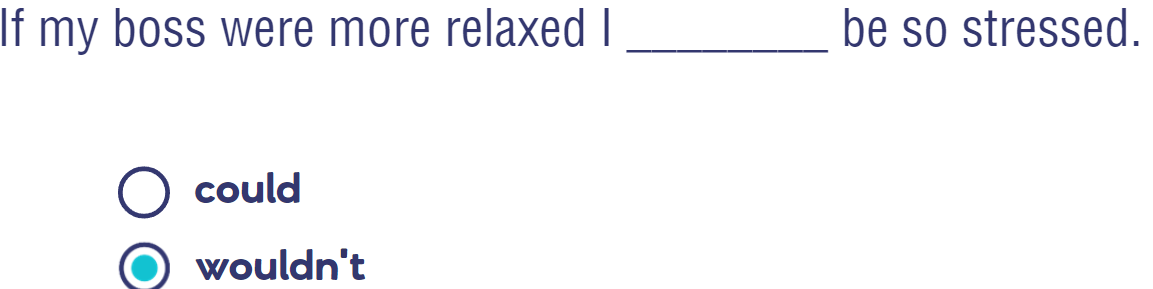 If my boss were more relaxed I ________ be so stressed.
could
wouldn't